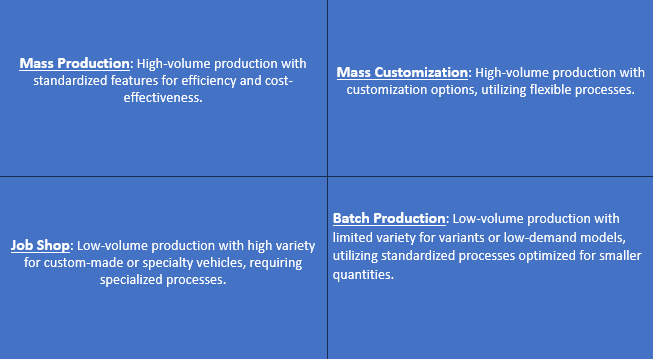 Mass Production: High-volume production with
standardized features for efficiency and cost-
effectiveness.
Mass Customization: High-volume production with
customization options, utilizing flexible processes.
Job Shop: Low-volume production with high variety
for custom-made or specialty vehicles, requiring
specialized processes.
Batch Production: Low-volume production with
limited variety for variants or low-demand models,
utilizing standardized processes optimized for smaller
quantities.